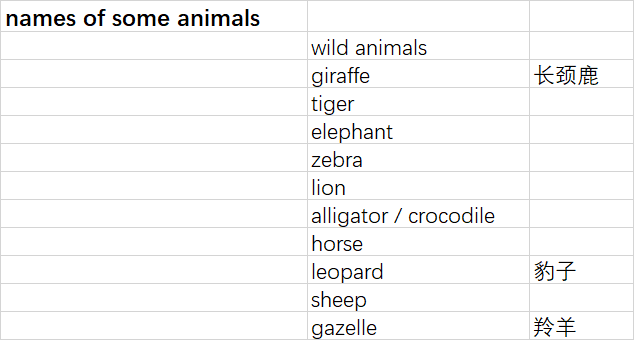 names of some animals
wild animals
giraffe 长颈鹿
tiger
elephant
zebra
lion
alligator / crocodile
horse
leopard 豹子
sheep
gazelle 羚羊